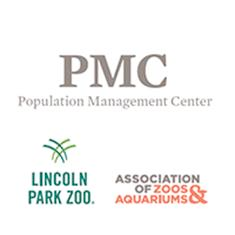 PMC
Population Management Center
LINCOLN
PARK ZOO.
ASSOCIATION
OF ZOOS
AQUARIUMS &